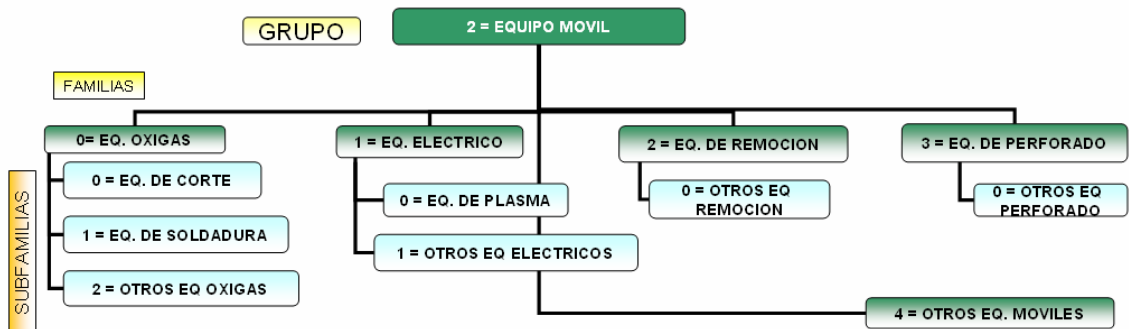 GRUPO
2 = EQUIPO MOVIL
FAMILIAS
0= EQ. OXIGAS
1 = EQ. ELECTRICO
2 = EQ. DE REMOCION
3 = EQ. DE PERFORADO
SUBFAMILIAS
0 = EQ. DE CORTE
1 = EQ. DE SOLDADURA
2 = OTROS EQ OXIGAS
0 = EQ. DE PLASMA
1 = OTROS EQ ELECTRICOS
0 = OTROS EQ
REMOCION
0 = OTROS EQ
PERFORADO
4 = OTROS EQ. MOVILES